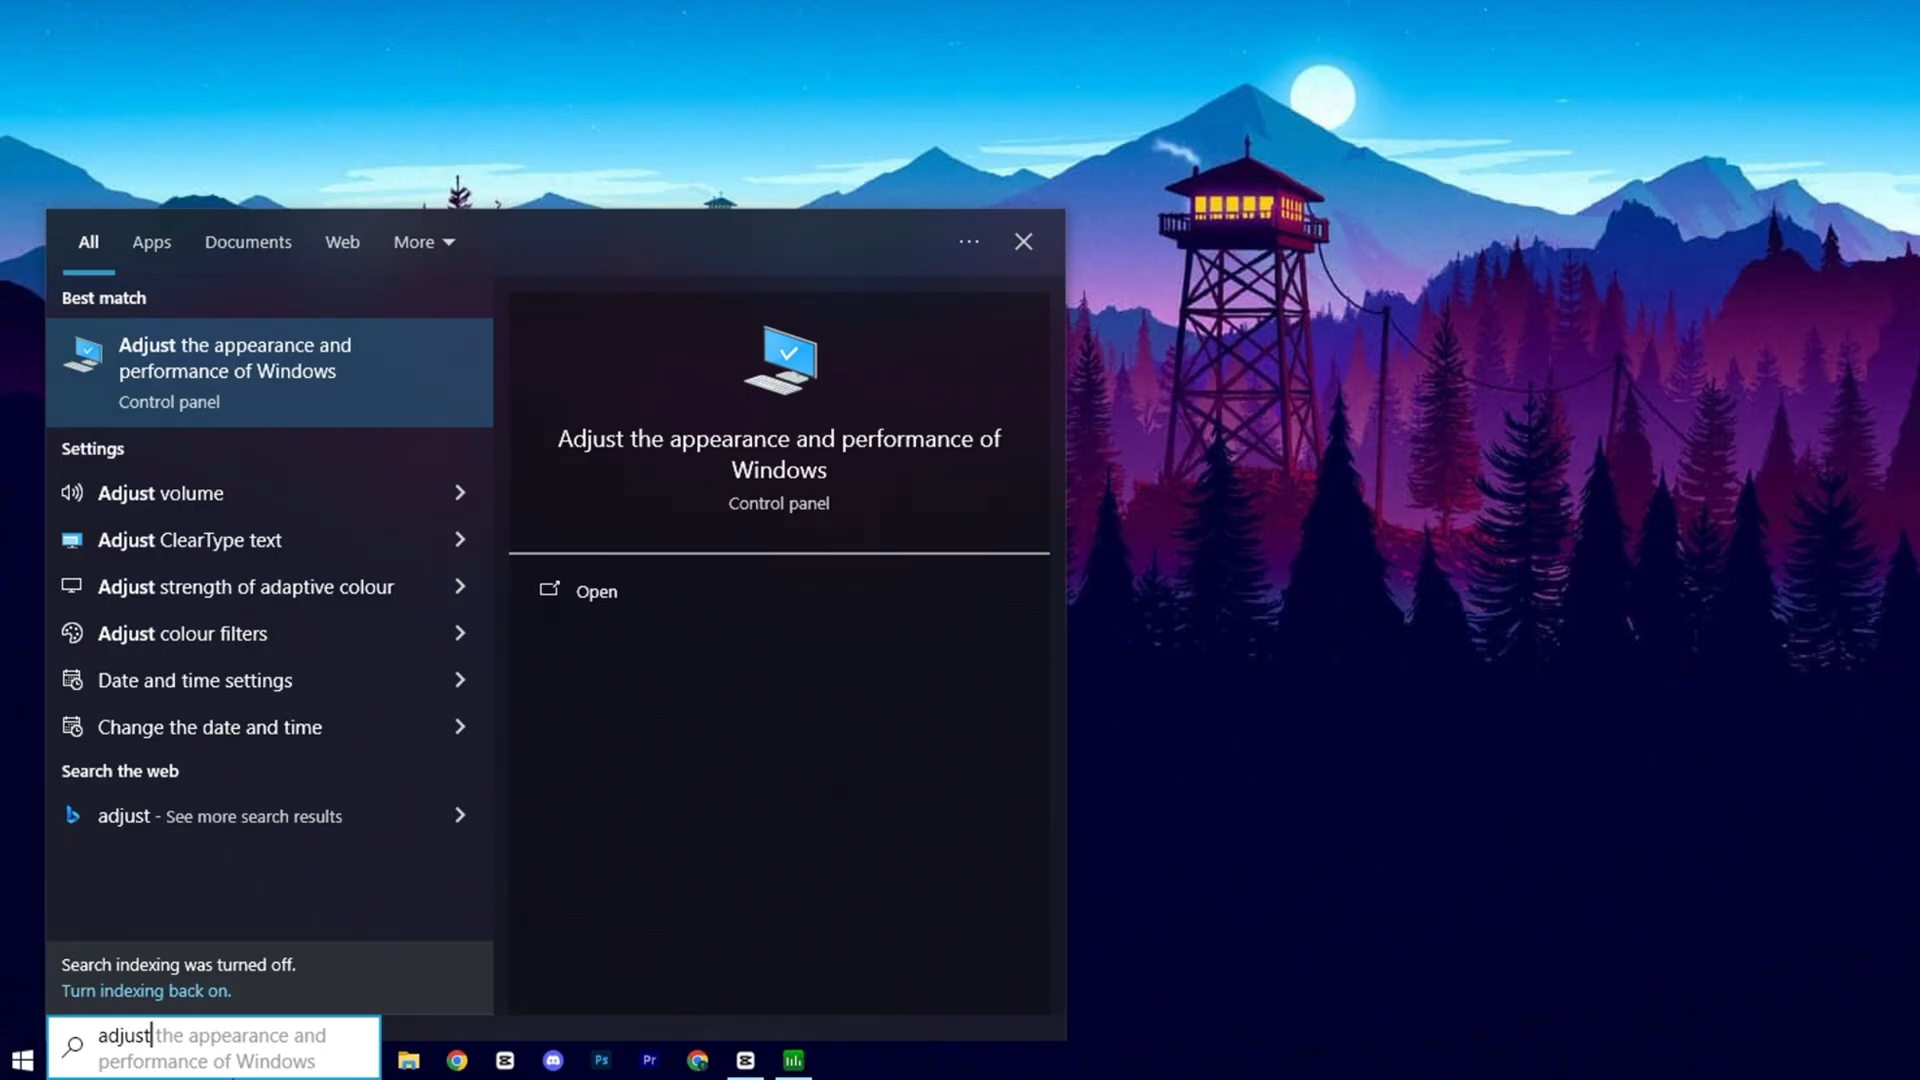 All Apps Documents Web More ···
Best match
Adjust the appearance and
performance of Windows
Control panel
Settings
Adjust volume
Adjust ClearType text
Adjust strength of adaptive colour
Adjust colour filters
Date and time settings
Change the date and time
Search the web
adjust - See more search results
Adjust the appearance and performance of
Windows
Control panel
Open
Search indexing was turned off.
Turn indexing back on.
adjust the appearance and
performance of Windows
Ps Pr